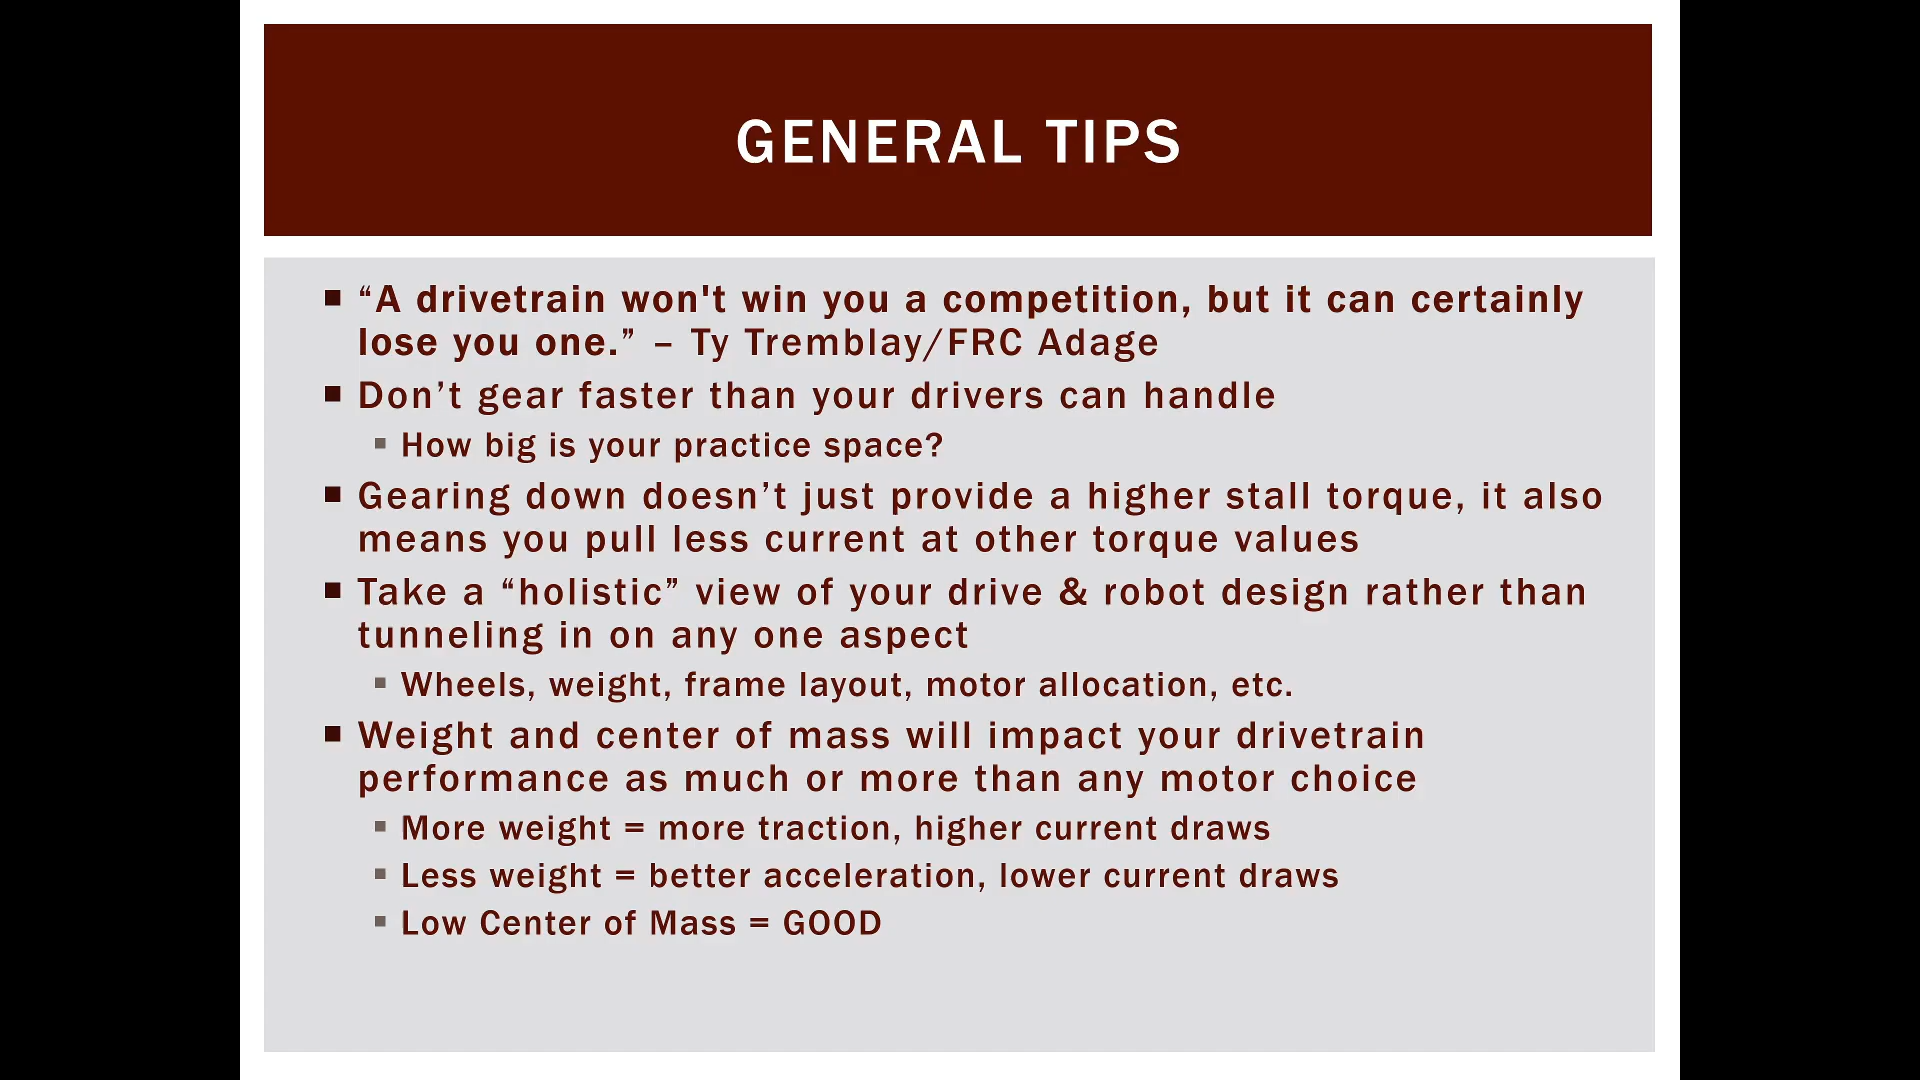 GENERAL TIPS
“A drivetrain won't win you a competition, but it can certainly
lose you one.” – Ty Tremblay/FRC Adage
Don’t gear faster than your drivers can handle
How big is your practice space?
Gearing down doesn’t just provide a higher stall torque, it also
means you pull less current at other torque values
Take a “holistic” view of your drive & robot design rather than
tunneling in on any one aspect
Wheels, weight, frame layout, motor allocation, etc.
Weight and center of mass will impact your drivetrain
performance as much or more than any motor choice
More weight = more traction, higher current draws
Less weight = better acceleration, lower current draws
Low Center of Mass = GOOD